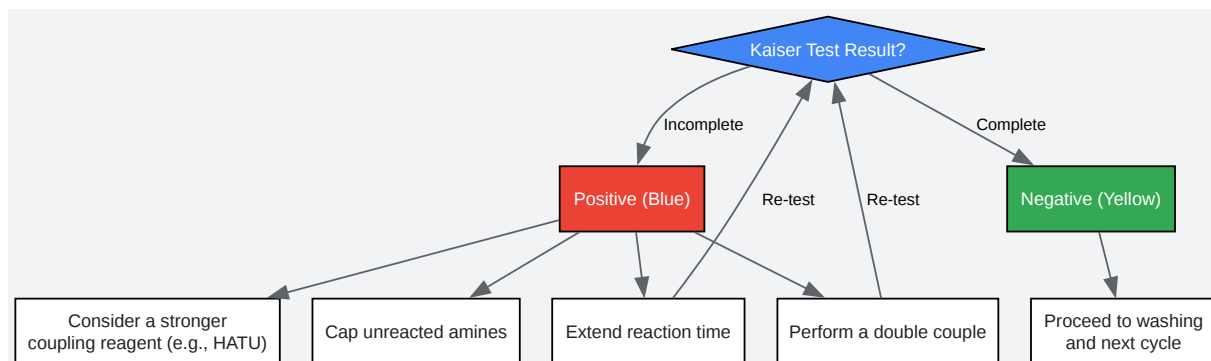 Kaiser Test Result?
Incomplete
Complete
Positive (Blue)
Re-test
Re-test
Negative (Yellow)
Consider a stronger
coupling reagent (e.g., HATU)
Cap unreacted amines
Extend reaction time
Perform a double couple
Proceed to washing
and next cycle